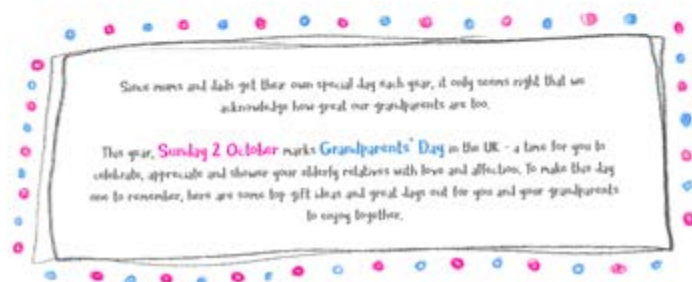 Since mums and dads get their own special day each year, it only seems right that we
acknowledge how great our grandparents are too.
This year, Sunday 2 October marks Grandparents' Day in the UK - a time for you to
celebrate, appreciate and shower your elderly relatives with love and affection. To make this day
one to remember, here are some top gift ideas and great days out for you and your grandparents
to enjoy together.